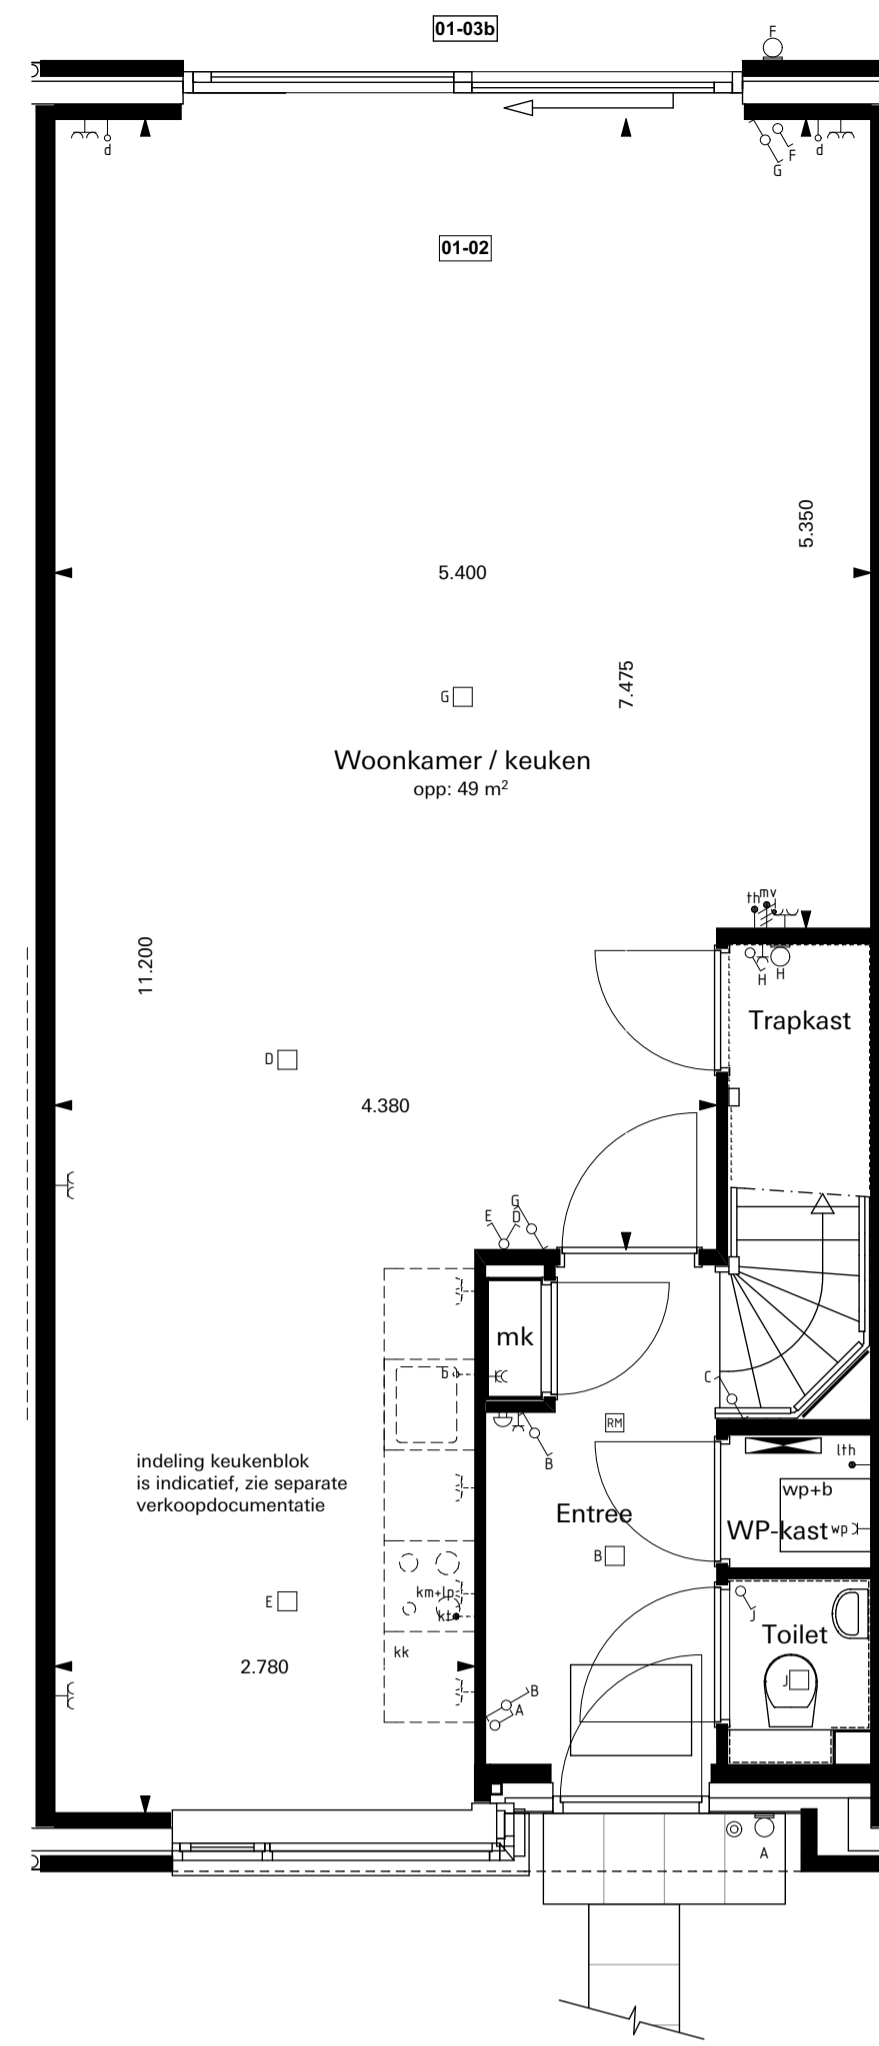 01-03b
F
d
F
G
d
01-02
5.350
5.400
7.475
G
Woonkamer / keuken
opp: 49 m²
th
mv
H
H
11.200
Trapkast
D
4.380
G
E
D
mk
b
C
RM
B
indeling keukenblok
is indicatief, zie separate
verkoopdocumentatie
lth
wp+b
Entree
WP-kast
wp
B
km+lp
kt
E
J
Toilet
kk
2.780
J
B
A
A